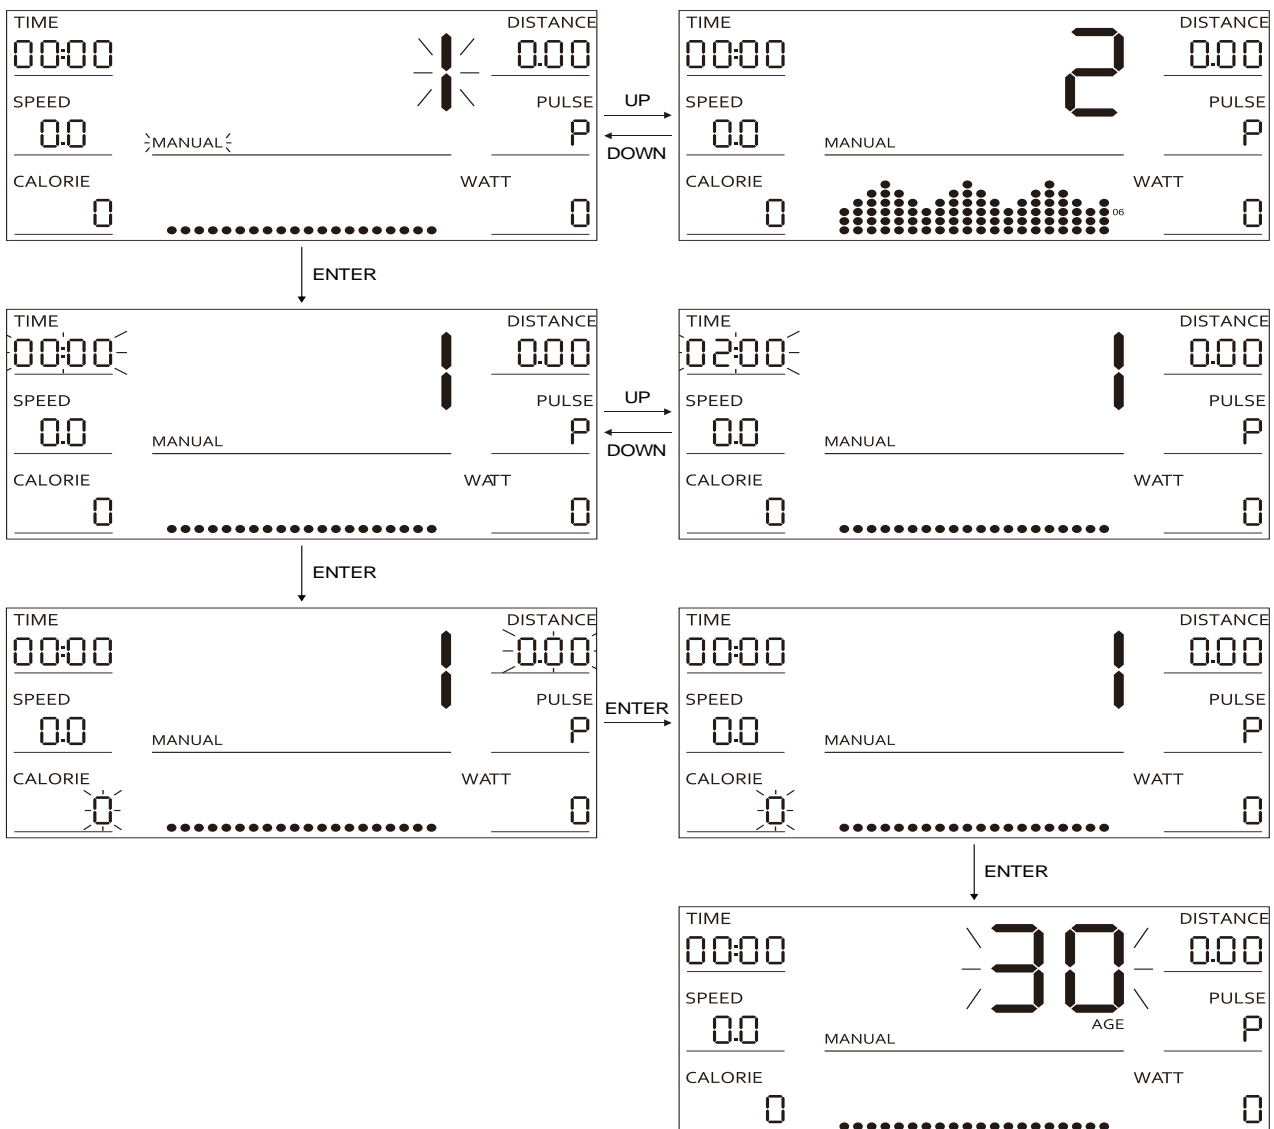 TIME DISTANCE
00:00 1 0.00
SPEED PULSE
0.0 P
MANUAL
CALORIE WATT
0 0
UP
DOWN
TIME DISTANCE
00:00 2 0.00
SPEED PULSE
0.0 P
MANUAL
CALORIE WATT
0 06 0
ENTER
TIME DISTANCE
00:00 1 0.00
SPEED PULSE
0.0 P
MANUAL
CALORIE WATT
0 0
UP
DOWN
TIME DISTANCE
02:00 1 0.00
SPEED PULSE
0.0 P
MANUAL
CALORIE WATT
0 0
ENTER
TIME DISTANCE
00:00 1 0.00
SPEED PULSE
0.0 P
MANUAL
CALORIE WATT
0 0
ENTER
TIME DISTANCE
00:00 1 0.00
SPEED PULSE
0.0 P
MANUAL
CALORIE WATT
0 0
ENTER
TIME DISTANCE
00:00 30 0.00
SPEED PULSE
0.0 AGE P
MANUAL
CALORIE WATT
0 0